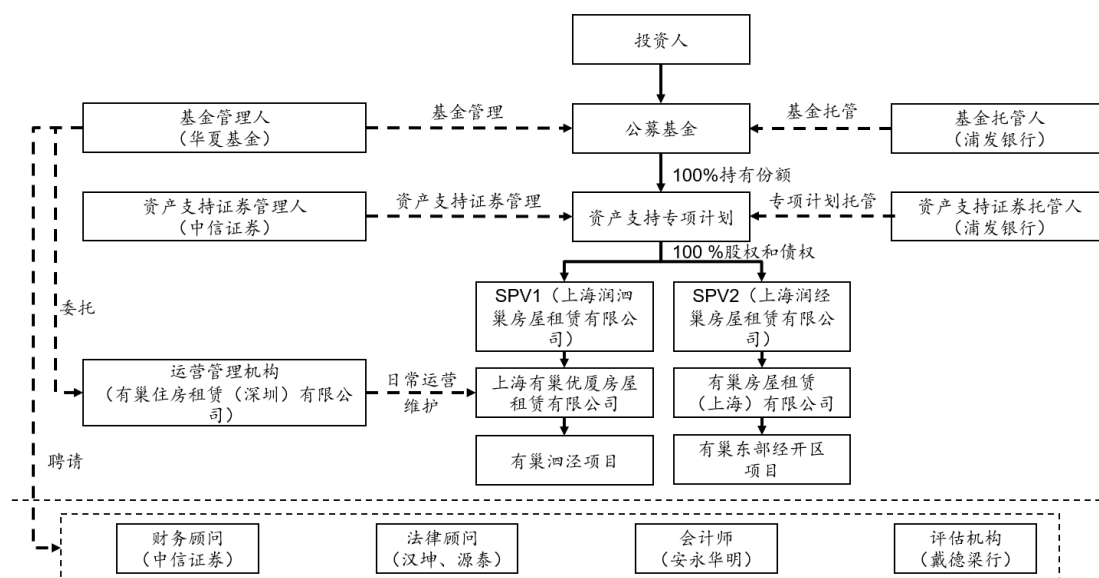 投资人
基金管理人
（华夏基金）
基金管理
公募基金
基金托管
基金托管人
（浦发银行）
100%持有份额
资产支持证券管理人
（中信证券）
资产支持证券管理
资产支持专项计划
专项计划托管
资产支持证券托管人
（浦发银行）
100 %股权和债权
委托
SPV1（上海润泗
巢房屋租赁有限公
司）
SPV2（上海润经
巢房屋租赁有限公
司）
运营管理机构
（有巢住房租赁（深圳）有限公
司）
日常运营
维护
上海有巢优厦房屋
租赁有限公司
有巢房屋租赁
（上海）有限公司
聘请
有巢泗泾项目
有巢东部经开区
项目
财务顾问
（中信证券）
法律顾问
（汉坤、源泰）
会计师
（安永华明）
评估机构
（戴德梁行）